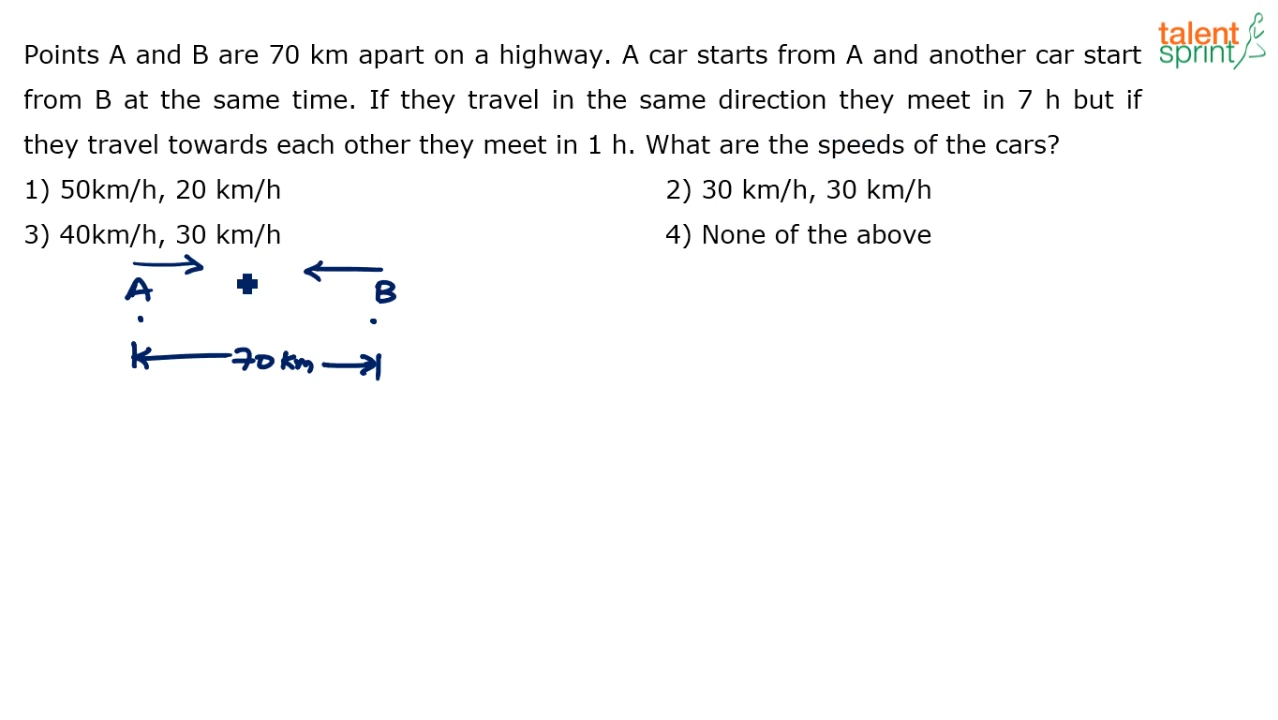 talent
sprint
Points A and B are 70 km apart on a highway. A car starts from A and another car start
from B at the same time. If they travel in the same direction they meet in 7 h but if
they travel towards each other they meet in 1 h. What are the speeds of the cars?
1) 50km/h, 20 km/h 2) 30 km/h, 30 km/h
3) 40km/h, 30 km/h 4) None of the above
A B
70 km